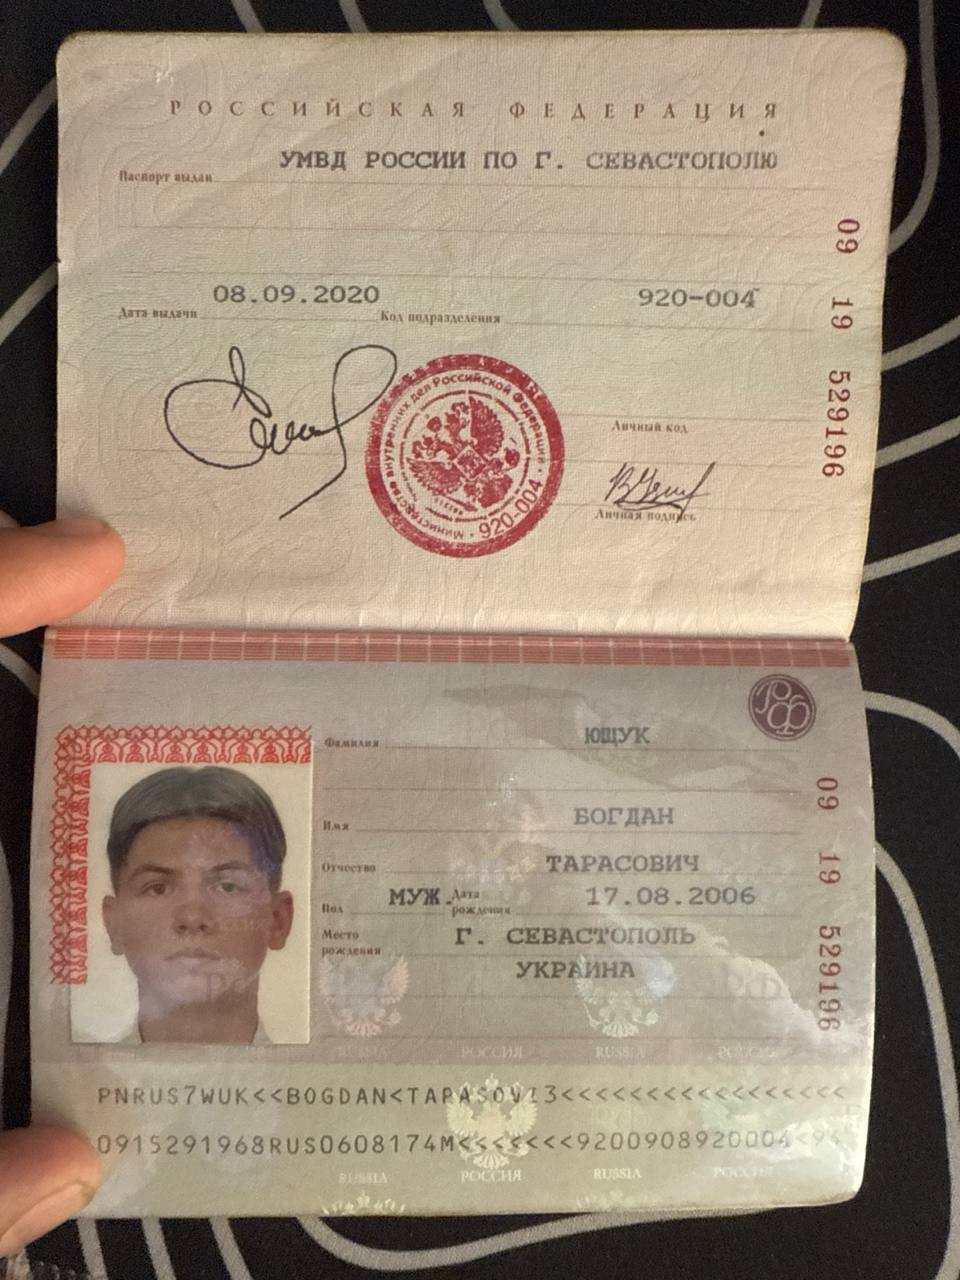 РОССИЙСКАЯ ФЕДЕРАЦИЯ
УМВД РОССИИ ПО Г. СЕВАСТОПОЛЮ
Паспорт выдан
08.09.2020 920-004
Дата выдачи Код подразделения
Личный код
Личная подпись
Министерство внутренних дел Российской Федерации
920-004
09 19 529196
ЮЩУК
Фамилия
БОГДАН
Имя
ТАРАСОВИЧ
Отчество
МУЖ. 17.08.2006
Пол Дата рождения
Г. СЕВАСТОПОЛЬ
Место рождения
УКРАИНА
09 19 529196
RUSSIA РОССИЯ RUSSIA РОССИЯ
PNRUS7WUK<<BOGDAN<TARASOVI3<<<<<<<<<<<<<<<<<
0915291968RUS0608174M<<<<<<<9200908920004<94
RUSSIA РОССИЯ RUSSIA РОССИЯ